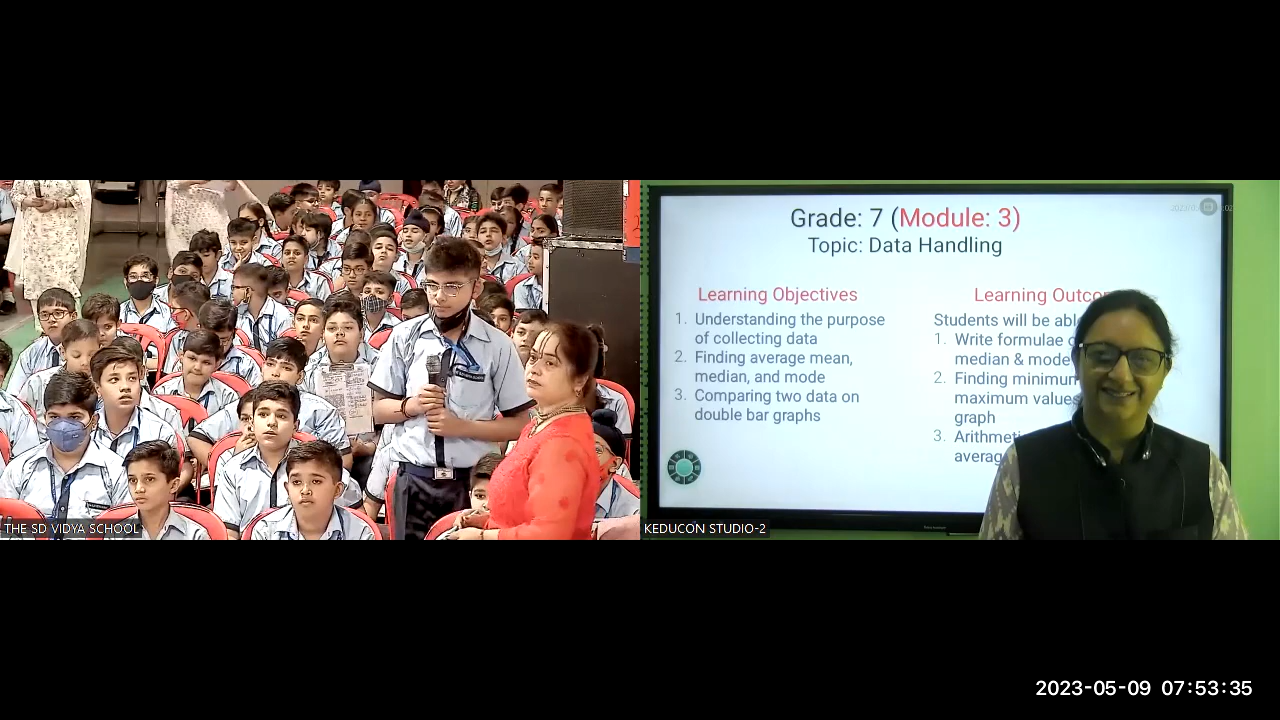 THE SD VIDYA SCHOOL
Grade: 7 (Module: 3)
Topic: Data Handling
Learning Objectives
1. Understanding the purpose
of collecting data
2. Finding average mean,
median, and mode
3. Comparing two data on
double bar graphs
Learning
Students will be
1. Write formulae
median & mode
2. Finding minimum
maximum values
graph
3.
KEDUCON STUDIO-2
2023-05-09 07:53:35